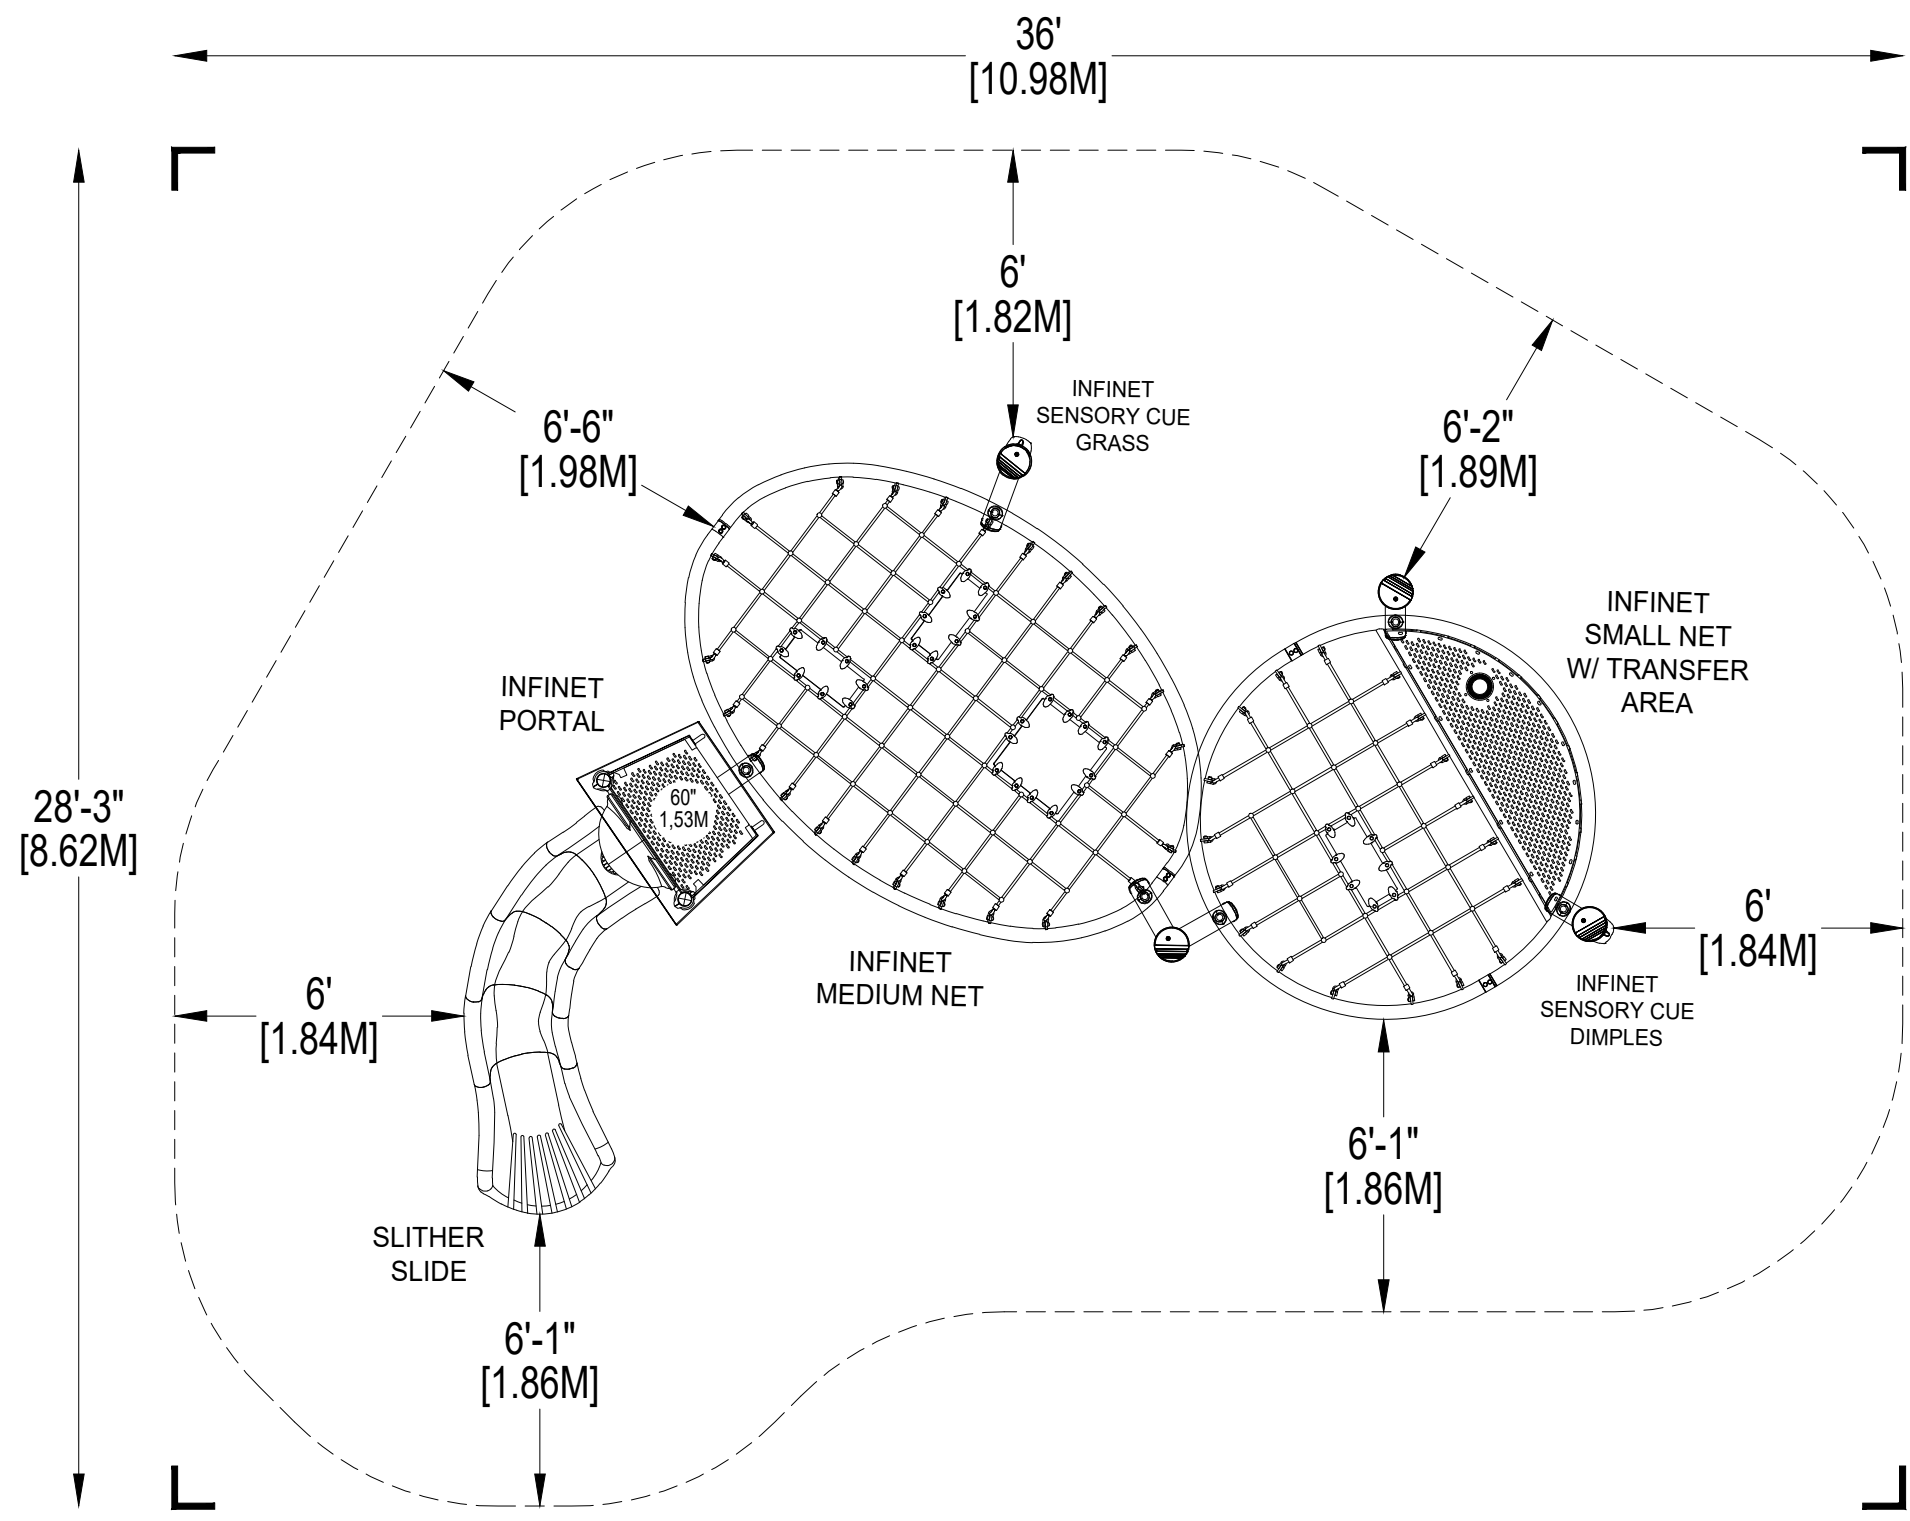 36'
[10.98M]
6'
[1.82M]
INFINET
SENSORY CUE
GRASS
6'-6"
[1.98M]
6'-2"
[1.89M]
INFINET
SMALL NET
W/ TRANSFER
AREA
INFINET
PORTAL
60"
1,53M
28'-3"
[8.62M]
6'
[1.84M]
INFINET
MEDIUM NET
6'
[1.84M]
INFINET
SENSORY CUE
DIMPLES
6'-1"
[1.86M]
SLITHER
SLIDE
6'-1"
[1.86M]